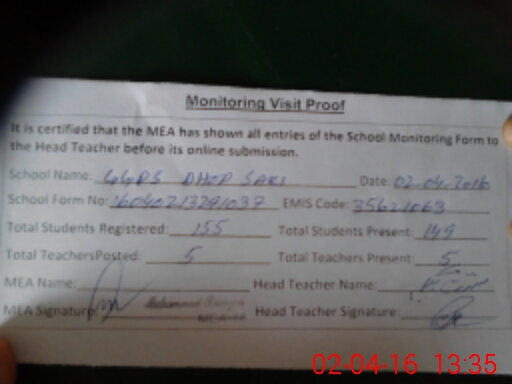 Monitoring Visit Proof
It is certified that the MEA has shown all entries of the School Monitoring Form to
the Head Teacher before its online submission.
School Name: GGPS DHOP SARI Date: 02-04-2016
School Form No: EMIS Code: 35621063
Total Students Registered: 155 Total Students Present: 149
Total TeachersPosted: 5 Total Teachers Present: 5
MEA Name: Head Teacher Name:
MEA Signature: Muhammad Head Teacher Signature:
02-04-16 13:35